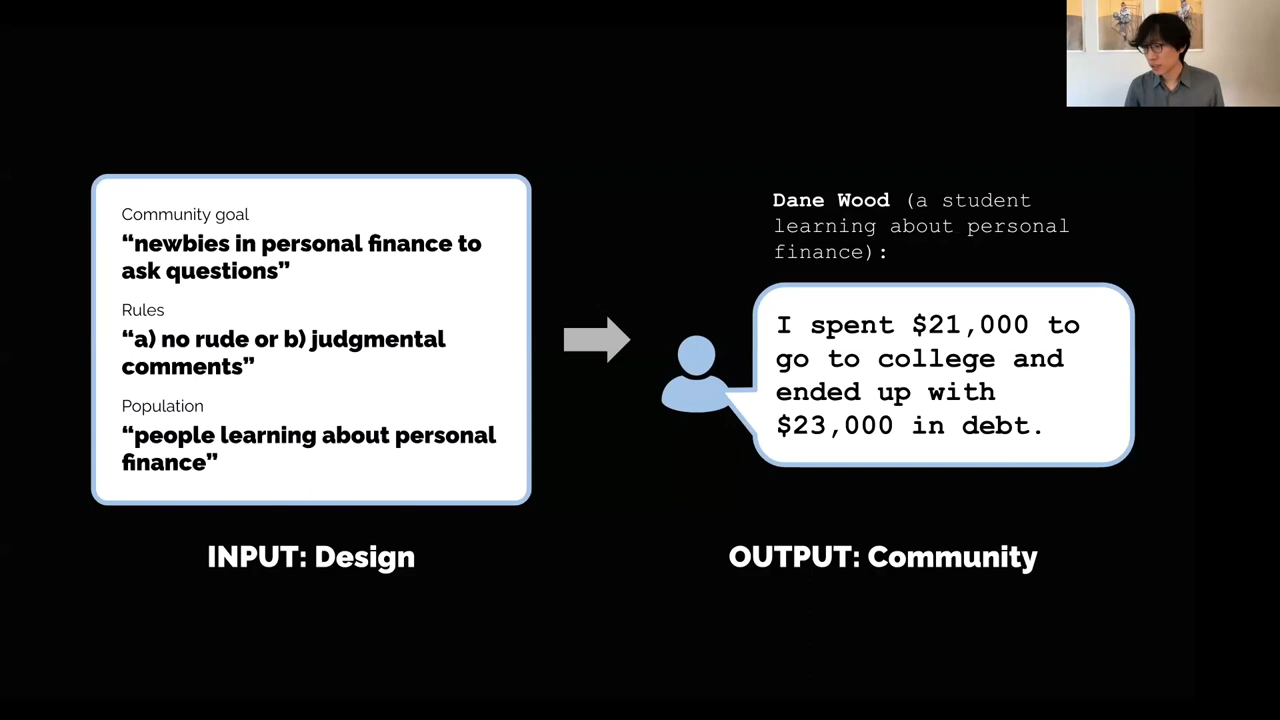 Community goal
“newbies in personal finance to
ask questions”
Rules
“a) no rude or b) judgmental
comments”
Population
“people learning about personal
finance”
INPUT: Design
Dane Wood (a student
learning about personal
finance):
I spent $21,000 to
go to college and
ended up with
$23,000 in debt.
OUTPUT: Community